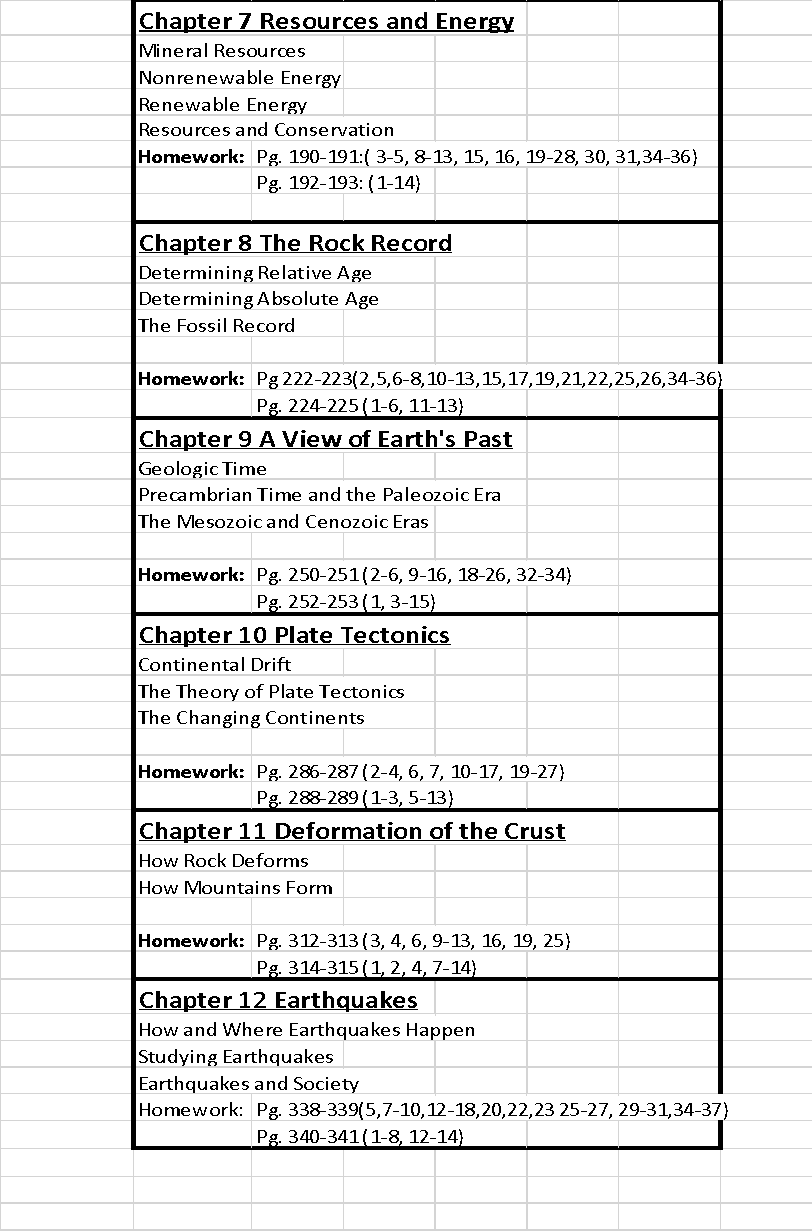 Chapter 7 Resources and Energy
Mineral Resources
Nonrenewable Energy
Renewable Energy
Resources and Conservation
Homework: Pg. 190-191:( 3-5, 8-13, 15, 16, 19-28, 30, 31,34-36)
Pg. 192-193: (1-14)
Chapter 8 The Rock Record
Determining Relative Age
Determining Absolute Age
The Fossil Record
Homework: Pg 222-223(2,5,6-8,10-13,15,17,19,21,22,25,26,34-36)
Pg. 224-225 (1-6, 11-13)
Chapter 9 A View of Earth's Past
Geologic Time
Precambrian Time and the Paleozoic Era
The Mesozoic and Cenozoic Eras
Homework: Pg. 250-251 (2-6, 9-16, 18-26, 32-34)
Pg. 252-253 (1, 3-15)
Chapter 10 Plate Tectonics
Continental Drift
The Theory of Plate Tectonics
The Changing Continents
Homework: Pg. 286-287 (2-4, 6, 7, 10-17, 19-27)
Pg. 288-289 (1-3, 5-13)
Chapter 11 Deformation of the Crust
How Rock Deforms
How Mountains Form
Homework: Pg. 312-313 (3, 4, 6, 9-13, 16, 19, 25)
Pg. 314-315 (1, 2, 4, 7-14)
Chapter 12 Earthquakes
How and Where Earthquakes Happen
Studying Earthquakes
Earthquakes and Society
Homework: Pg. 338-339(5,7-10,12-18,20,22,23 25-27, 29-31,34-37)
Pg. 340-341 (1-8, 12-14)